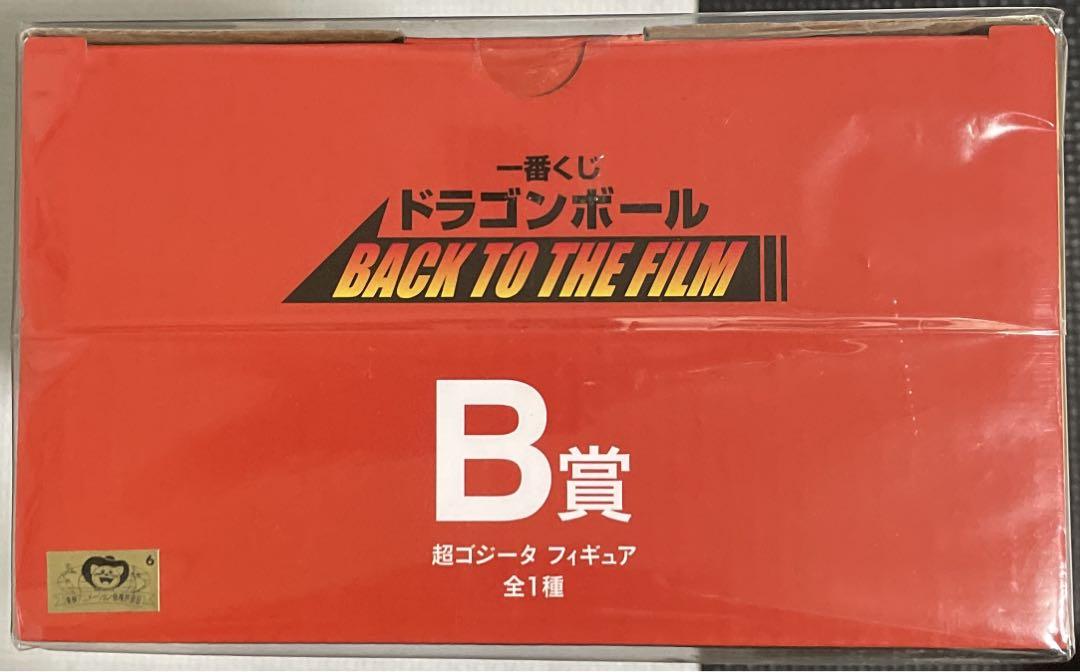 一番くじ
ドラゴンボール
BACK TO THE FILM
B賞
超ゴジータ フィギュア
全1種
6